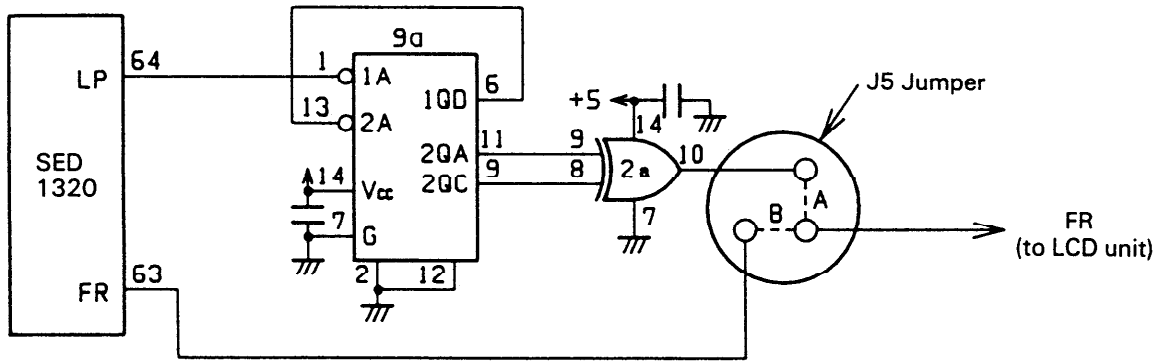 SED
1320
LP
64
FR
63
9a
1
1A
13
2A
14
Vcc
7
G
2
12
1QD
6
2QA
11
2QC
9
+5
14
9
8
2a
10
7
J5 Jumper
A
B
FR
(to LCD unit)